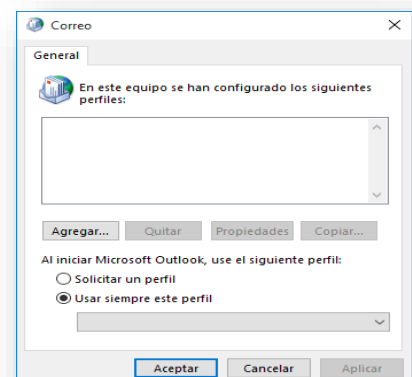 Correo
General
En este equipo se han configurado los siguientes
perfiles:
Agregar... Quitar Propiedades Copiar...
Al iniciar Microsoft Outlook, use el siguiente perfil:
Solicitar un perfil
Usar siempre este perfil
Aceptar Cancelar Aplicar